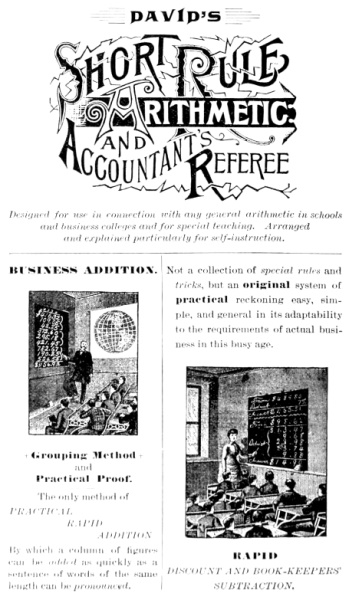 DAVID'S
SHORT RULE
ARITHMETIC
AND
ACCOUNTANT'S
REFEREE
Designed for use in connection with any general arithmetic in schools
and business colleges and for special teaching. Arranged
and explained particularly for self-instruction.
BUSINESS ADDITION.
Grouping Method
and
Practical Proof.
The only method of
PRACTICAL
RAPID
ADDITION
By which a column of figures
can be added as quickly as a
sentence of words of the same
length can be pronounced.
Not a collection of special rules and
tricks, but an original system of
practical reckoning easy, sim-
ple, and general in its adaptability
to the requirements of actual busi-
ness in this busy age.
RAPID
DISCOUNT AND BOOK-KEEPERS'
SUBTRACTION.